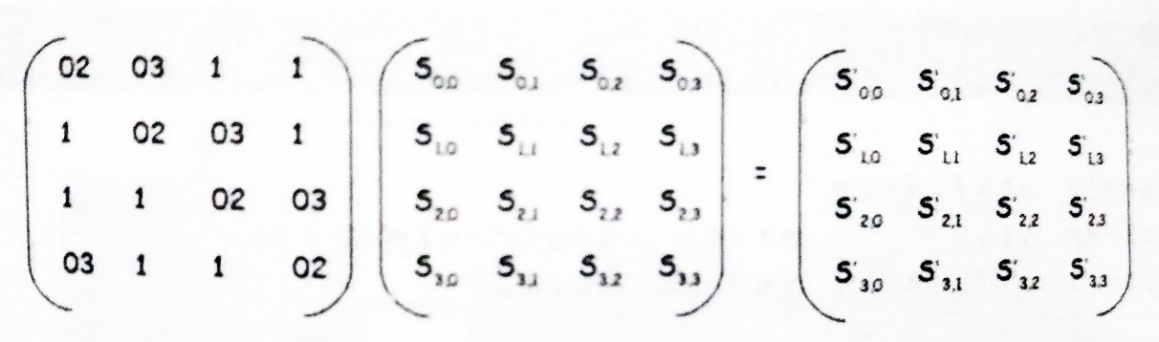 02 03 1 1 S0,0 S0,1 S0,2 S0,3 S'0,0 S'0,1 S'0,2 S'0,3
1 02 03 1 S1,0 S1,1 S1,2 S1,3 = S'1,0 S'1,1 S'1,2 S'1,3
1 1 02 03 S2,0 S2,1 S2,2 S2,3 S'2,0 S'2,1 S'2,2 S'2,3
03 1 1 02 S3,0 S3,1 S3,2 S3,3 S'3,0 S'3,1 S'3,2 S'3,3